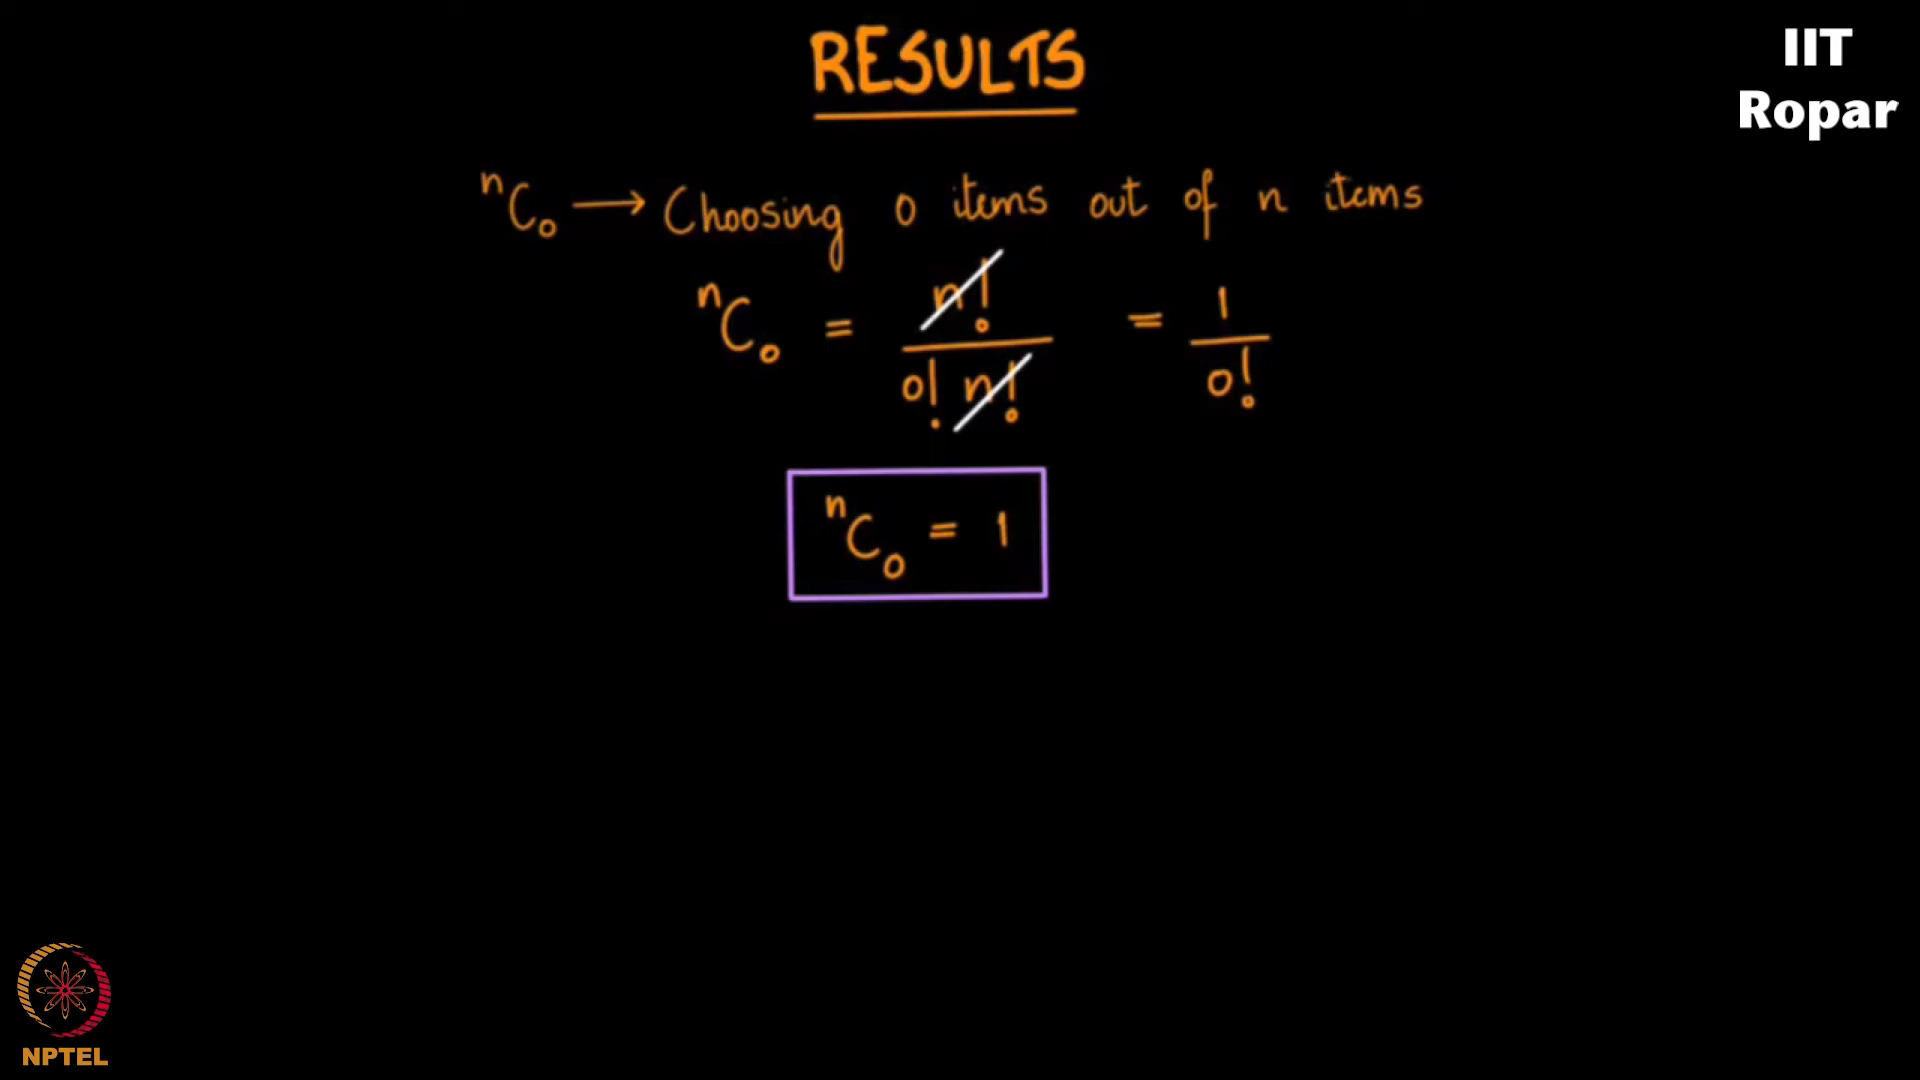 RESULTS
IIT
Ropar
ⁿC₀ → Choosing 0 items out of n items
ⁿC₀ = n! / 0! n! = 1 / 0!
ⁿC₀ = 1
NPTEL